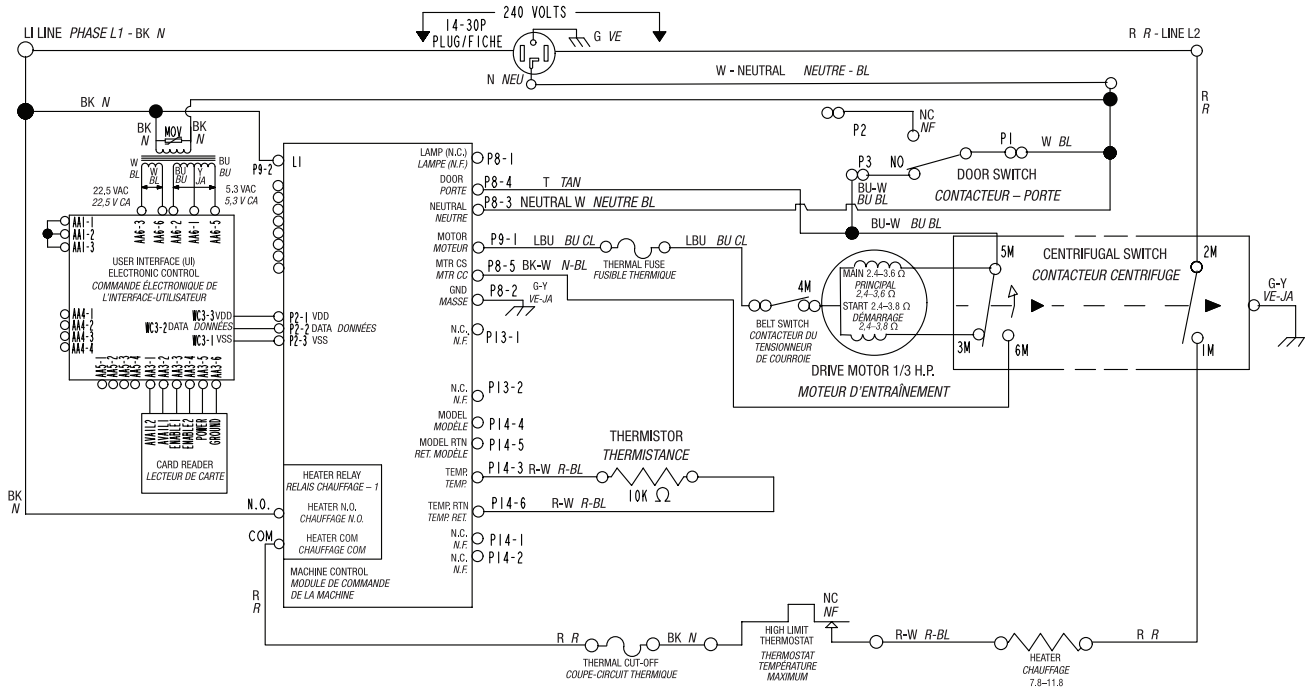 240 VOLTS
14-30P
PLUG/FICHE
G VE
LI LINE PHASE L1 - BK N
R R - LINE L2
N NEU
W - NEUTRAL NEUTRE - BL
BK N
R
R
BK
N
MOV
BK
N
W
BL
W
BL
BU
BU
Y
JA
BU
BU
22,5 VAC
22,5 V CA
5.3 VAC
5,3 V CA
AA6-3
AA6-6
AA6-2
AA6-1
AA6-5
AA1-1
AA1-2
AA1-3
USER INTERFACE (UI)
ELECTRONIC CONTROL
COMMANDE ÉLECTRONIQUE DE
L'INTERFACE-UTILISATEUR
AA4-1
AA4-2
AA4-3
AA4-4
WC3-3 VDD
WC3-2 DATA DONNÉES
WC3-1 VSS
AA5-1
AA5-2
AA5-3
AA5-4
AA3-1
AA3-2
AA3-3
AA3-4
AA3-5
AA3-6
AVAIL2
AVAIL1
ENABLE1
ENABLE2
POWER
GROUND
CARD READER
LECTEUR DE CARTE
P9-2
L1
P2-1 VDD
P2-2 DATA DONNÉES
P2-3 VSS
LAMP (N.C.)
LAMPE (N.F.)
P8-1
DOOR
PORTE
P8-4
T TAN
NEUTRAL
NEUTRE
P8-3 NEUTRAL W NEUTRE BL
MOTOR
MOTEUR
P9-1
LBU BU CL
THERMAL FUSE
FUSIBLE THERMIQUE
LBU BU CL
MTR CS
MTR CC
P8-5 BK-W N-BL
GND
MASSE
P8-2
G-Y
VE-JA
N.C.
N.F.
P13-1
N.C.
N.F.
P13-2
MODEL
MODÈLE
P14-4
MODEL RTN
RET. MODÈLE
P14-5
TEMP.
TEMP.
P14-3 R-W R-BL
THERMISTOR
THERMISTANCE
10K Ω
TEMP. RTN
TEMP. RET.
P14-6
R-W R-BL
N.C.
N.F.
P14-1
N.C.
N.F.
P14-2
P2
NC
NF
P1
W BL
P3
NO
DOOR SWITCH
CONTACTEUR – PORTE
BU-W
BU BL
BU-W BU BL
5M
CENTRIFUGAL SWITCH
CONTACTEUR CENTRIFUGE
2M
G-Y
VE-JA
4M
MAIN 2.4–3.6 Ω
PRINCIPAL
2,4–3,6 Ω
START 2.4–3.8 Ω
DÉMARRAGE
2,4–3,8 Ω
3M
6M
1M
BELT SWITCH
CONTACTEUR DU
TENSIONNEUR
DE COURROIE
DRIVE MOTOR 1/3 H.P.
MOTEUR D'ENTRAÎNEMENT
BK
N
N.O.
COM
HEATER RELAY
RELAIS CHAUFFAGE – 1
HEATER N.O.
CHAUFFAGE N.O.
HEATER COM
CHAUFFAGE COM
MACHINE CONTROL
MODULE DE COMMANDE
DE LA MACHINE
R
R
R R
THERMAL CUT-OFF
COUPE-CIRCUIT THERMIQUE
BK N
NC
NF
HIGH LIMIT
THERMOSTAT
THERMOSTAT
TEMPÉRATURE
MAXIMUM
R-W R-BL
HEATER
CHAUFFAGE
7.8–11.8
R R